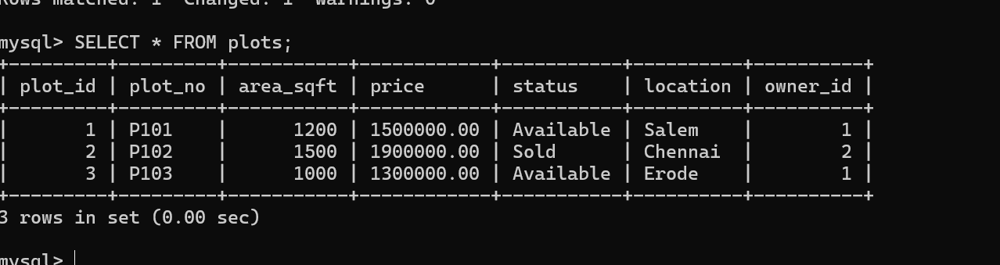 Rows matched: 1  Changed: 1  Warnings: 0
mysql> SELECT * FROM plots;
+---------+---------+-----------+------------+-----------+----------+----------+
| plot_id | plot_no | area_sqft | price      | status    | location | owner_id |
+---------+---------+-----------+------------+-----------+----------+----------+
|       1 | P101    |      1200 | 1500000.00 | Available | Salem    |        1 |
|       2 | P102    |      1500 | 1900000.00 | Sold      | Chennai  |        2 |
|       3 | P103    |      1000 | 1300000.00 | Available | Erode    |        1 |
+---------+---------+-----------+------------+-----------+----------+----------+
3 rows in set (0.00 sec)
mysql>